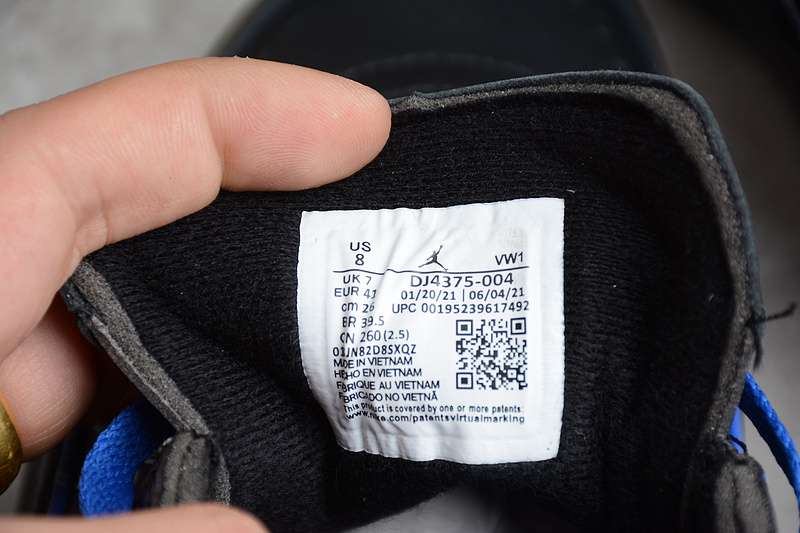 US
8
VW1
UK 7
DJ4375-004
EUR 41
01/20/21 | 06/04/21
cm 26
UPC 00195239617492
BR 39.5
CN 260 (2.5)
01JN82D8SXQZ
MADE IN VIETNAM
HECHO EN VIETNAM
FABRIQUE AU VIETNAM
FABRICADO NO VIETNÃ
This product is covered by one or more patents:
www.nike.com/patentsvirtualmarking